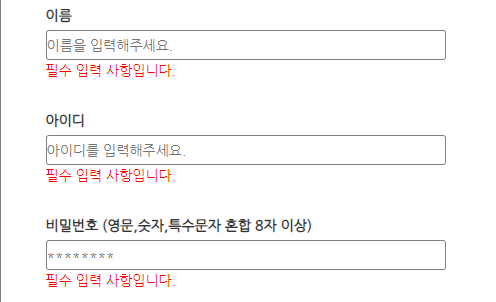 이름
이름을 입력해주세요.
필수 입력 사항입니다.
아이디
아이디를 입력해주세요.
필수 입력 사항입니다.
비밀번호 (영문,숫자,특수문자 혼합 8자 이상)
********
필수 입력 사항입니다.